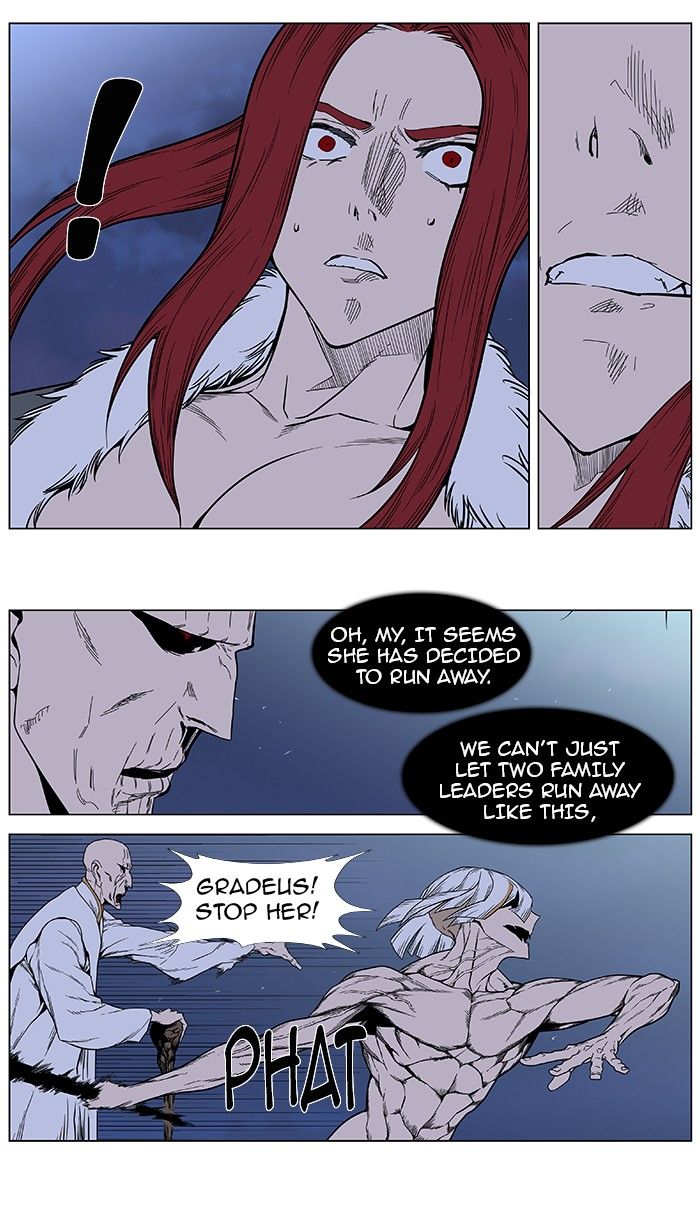 !
OH, MY, IT SEEMS
SHE HAS DECIDED
TO RUN AWAY.
WE CAN'T JUST
LET TWO FAMILY
LEADERS RUN AWAY
LIKE THIS,
GRADEUS!
STOP HER!
PHAT